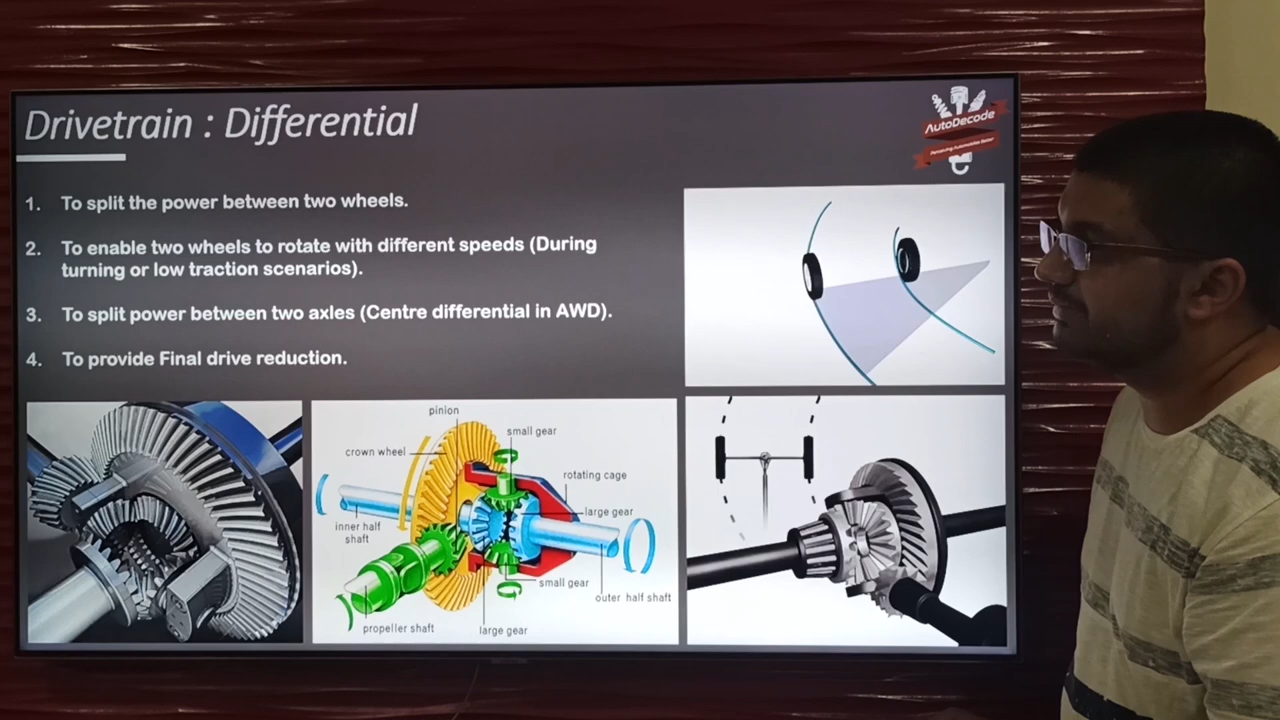 Drivetrain : Differential
AutoDecode
Perceiving Automobiles Better
1. To split the power between two wheels.
2. To enable two wheels to rotate with different speeds (During
turning or low traction scenarios).
3. To split power between two axles (Centre differential in AWD).
4. To provide Final drive reduction.
pinion
small gear
crown wheel
rotating cage
large gear
inner half
shaft
small gear
outer half shaft
propeller shaft
large gear